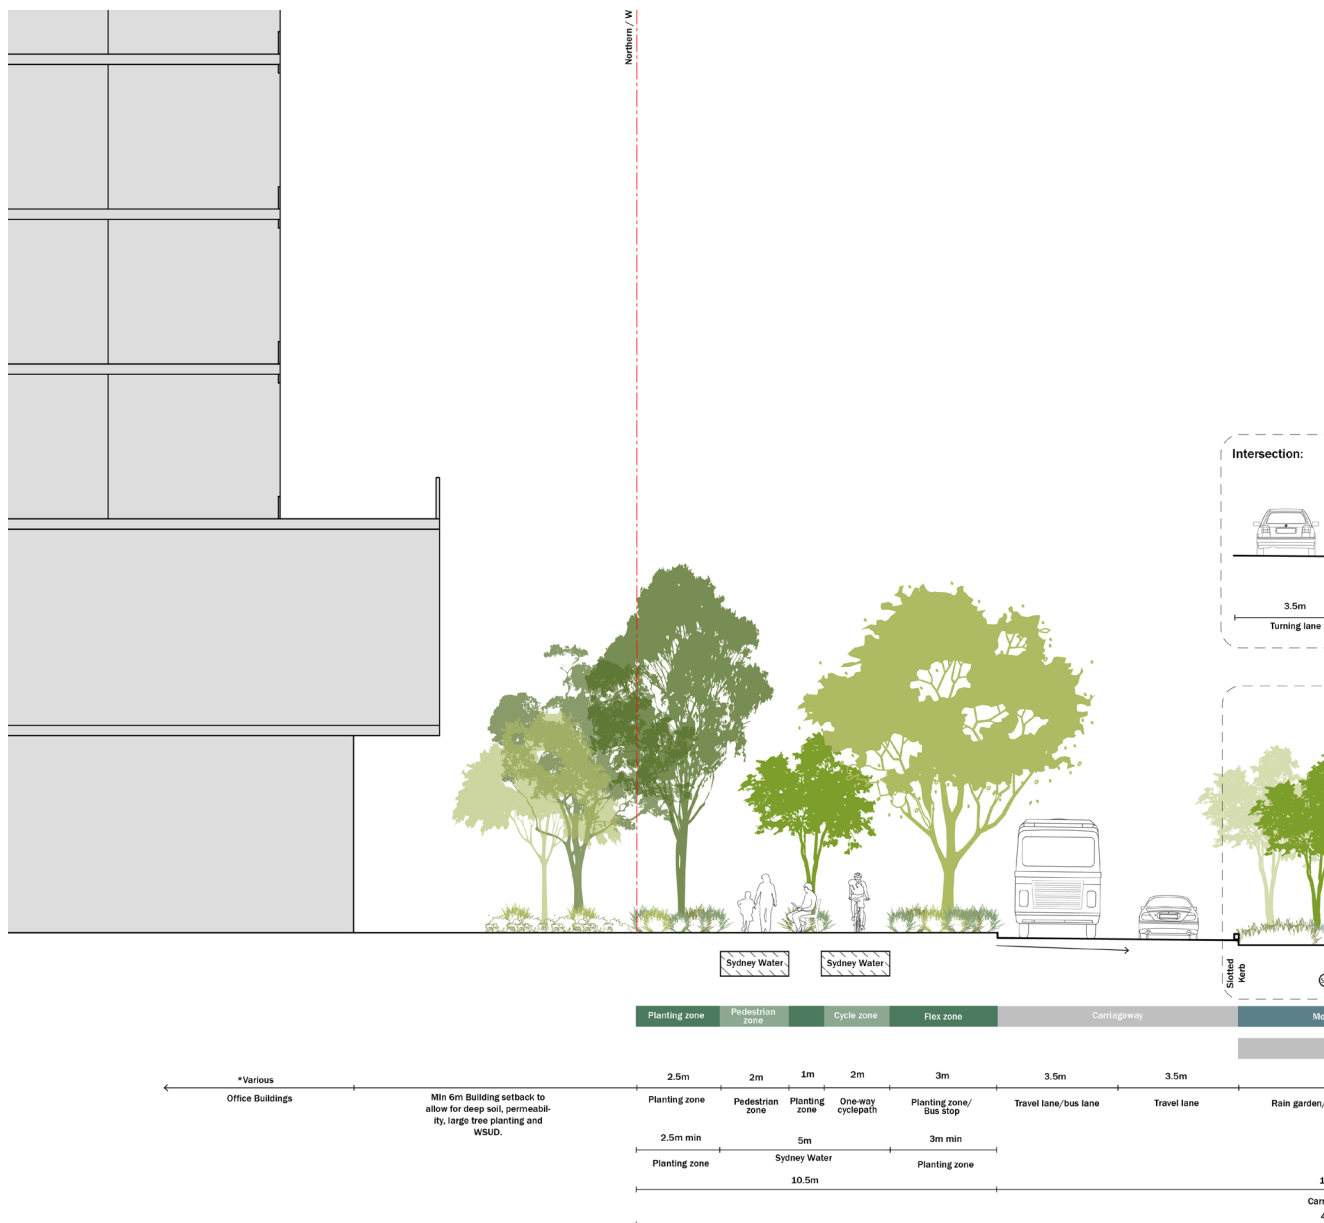 Northern / W
Intersection:
3.5m
Turning lane
Sydney Water
Sydney Water
Slotted
Kerb
Planting zone
Pedestrian
zone
Cycle zone
Flex zone
Carriageway
Me
*Various
2.5m
2m
1m
2m
3m
3.5m
3.5m
Office Buildings
Min 6m Building setback to
allow for deep soil, permeabil-
ity, large tree planting and
WSUD.
Planting zone
Pedestrian
zone
Planting
zone
One-way
cyclepath
Planting zone/
Bus stop
Travel lane/bus lane
Travel lane
Rain garden/
2.5m min
5m
3m min
Planting zone
Sydney Water
Planting zone
10.5m
1
Carr
4